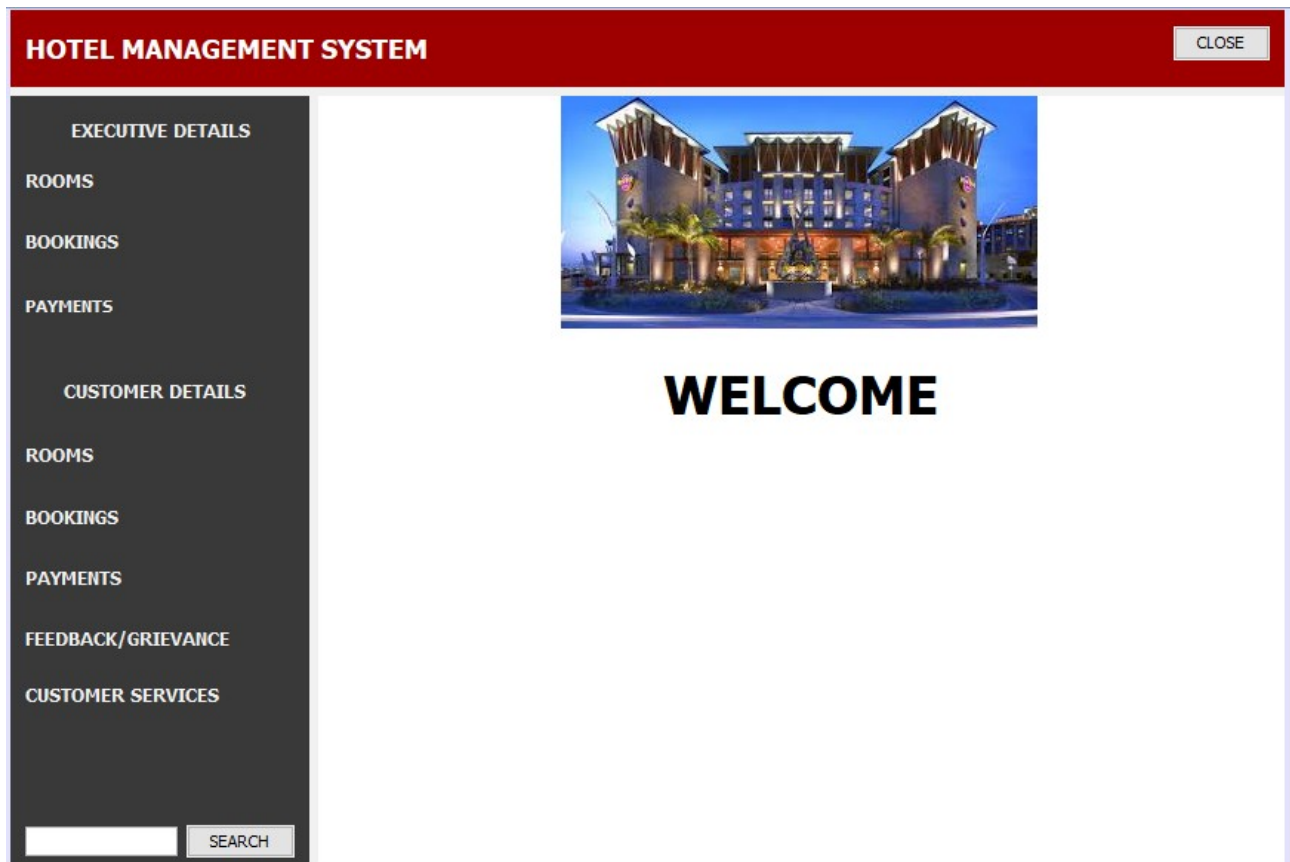 HOTEL MANAGEMENT SYSTEM
CLOSE
EXECUTIVE DETAILS
ROOMS
BOOKINGS
PAYMENTS
CUSTOMER DETAILS
ROOMS
BOOKINGS
PAYMENTS
FEEDBACK/GRIEVANCE
CUSTOMER SERVICES
SEARCH
WELCOME